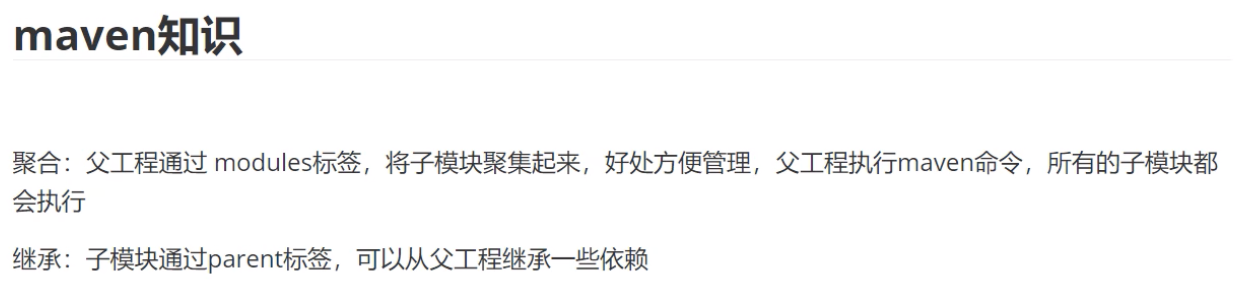 maven知识
聚合：父工程通过 modules标签，将子模块聚集起来，好处方便管理，父工程执行maven命令，所有的子模块都
会执行
继承：子模块通过parent标签，可以从父工程继承一些依赖